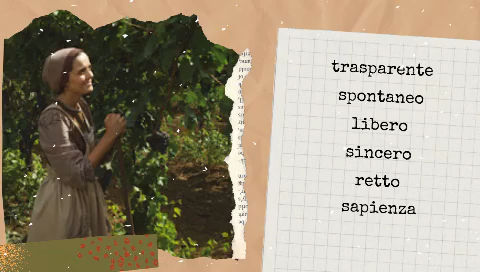 trasparente
spontaneo
libero
sincero
retto
sapienza